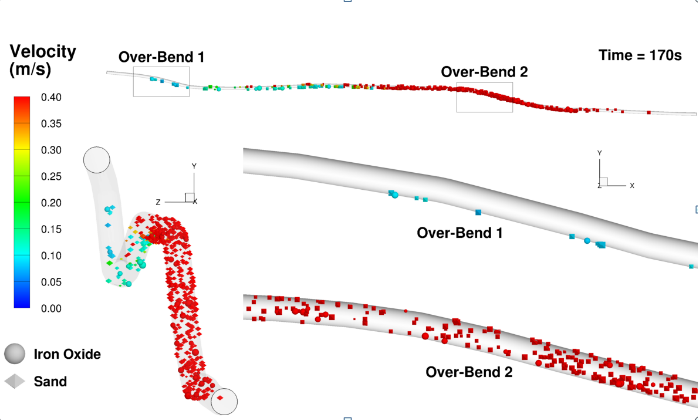 Velocity
(m/s)
Over-Bend 1
Over-Bend 2
Time = 170s
0.40
0.35
0.30
0.25
0.20
0.15
0.10
0.05
0.00
Y
Z
X
Y
Z
X
Over-Bend 1
Over-Bend 2
Iron Oxide
Sand